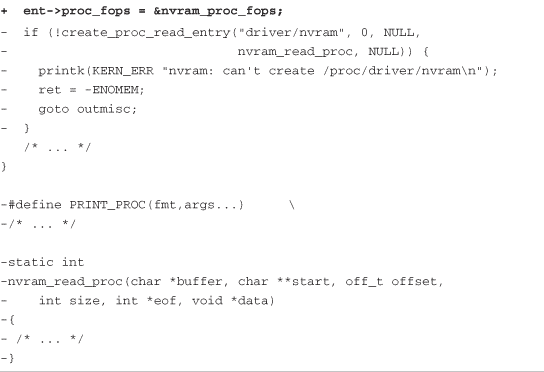 +  ent->proc_fops = &nvram_proc_fops;
-  if (!create_proc_read_entry("driver/nvram", 0, NULL,
-                              nvram_read_proc, NULL)) {
-    printk(KERN_ERR "nvram: can't create /proc/driver/nvram\n");
-    ret = -ENOMEM;
-    goto outmisc;
-  }
   /* ... */
}

-#define PRINT_PROC(fmt,args...)     \
-/* ... */

-static int
-nvram_read_proc(char *buffer, char **start, off_t offset,
-    int size, int *eof, void *data)
-{
- /* ... */
-}